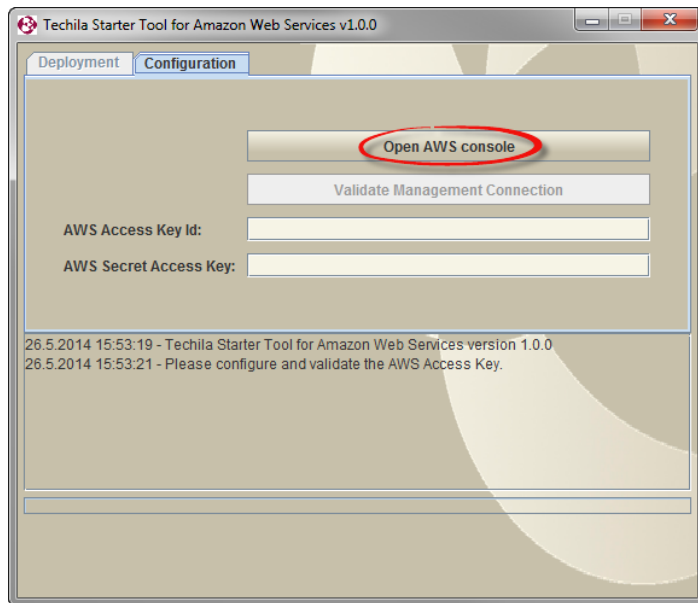 Techila Starter Tool for Amazon Web Services v1.0.0
Deployment Configuration
Open AWS console
Validate Management Connection
AWS Access Key Id:
AWS Secret Access Key:
26.5.2014 15:53:19 - Techila Starter Tool for Amazon Web Services version 1.0.0
26.5.2014 15:53:21 - Please configure and validate the AWS Access Key.